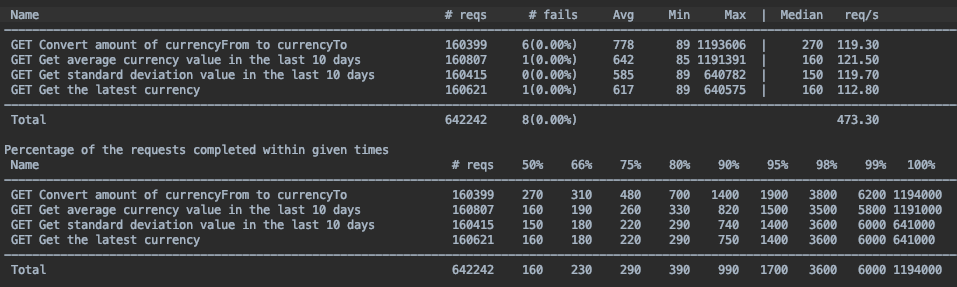 Name # reqs # fails Avg Min Max | Median req/s
GET Convert amount of currencyFrom to currencyTo 160399 6(0.00%) 778 89 1193606 | 270 119.30
GET Get average currency value in the last 10 days 160807 1(0.00%) 642 85 1191391 | 160 121.50
GET Get standard deviation value in the last 10 days 160415 0(0.00%) 585 89 640782 | 150 119.70
GET Get the latest currency 160621 1(0.00%) 617 89 640575 | 160 112.80
Total 642242 8(0.00%) 473.30
Percentage of the requests completed within given times
Name # reqs 50% 66% 75% 80% 90% 95% 98% 99% 100%
GET Convert amount of currencyFrom to currencyTo 160399 270 310 480 700 1400 1900 3800 6200 1194000
GET Get average currency value in the last 10 days 160807 160 190 260 330 820 1500 3500 5800 1191000
GET Get standard deviation value in the last 10 days 160415 150 180 220 290 740 1400 3600 6000 641000
GET Get the latest currency 160621 160 180 220 290 750 1400 3600 6000 641000
Total 642242 160 230 290 390 990 1700 3600 6000 1194000